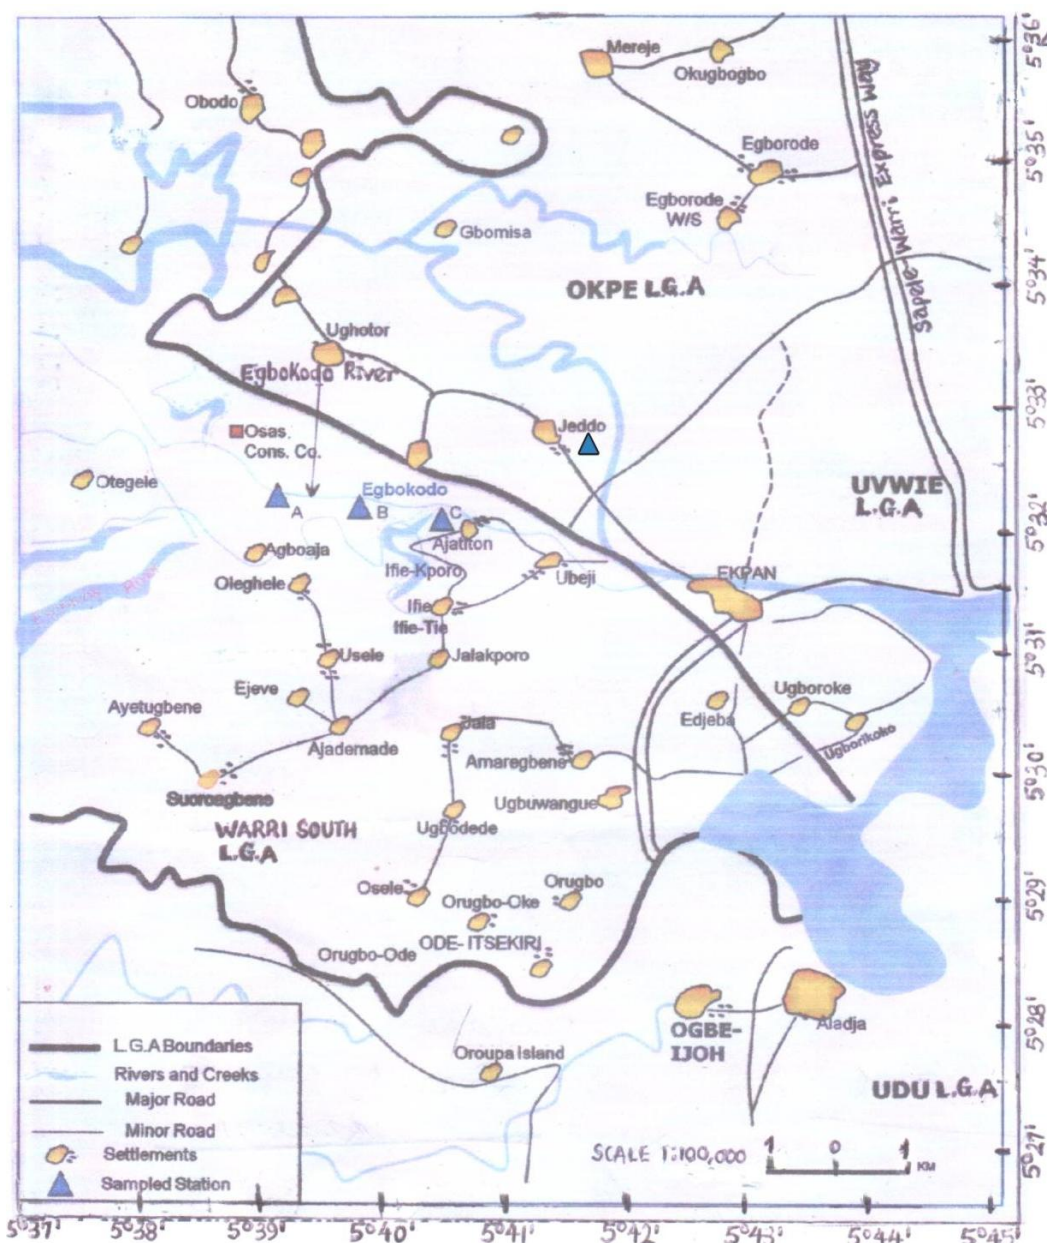 5°36'
Mereje
Okugbogbo
Obodo
Sapele Warri Express Way
5°35'
Egborode
Egborode
W/S
Gbomisa
5°34'
OKPE L.G.A
Ughotor
EgboKodo River
5°33'
Jeddo
Osas.
Cons. Co.
Otegele
UVWIE
L.G.A
Egbokodo
A
B
C
5°32'
Ajatiton
Agboaja
Ifie-Kporo
Ubeji
EKPAN
Oleghele
Ifie
Ifie-Tie
5°31'
Usele
Jalakporo
Ejeve
Ugboroke
Ayetugbene
Edjeba
Ajademade
Jala
Ugborikoko
Amaregbene
5°30'
Suoroegbene
Ugbuwangue
Ugbodede
WARRI SOUTH
L.G.A
Osele
Orugbo
5°29'
Orugbo-Oke
ODE- ITSEKIRI
Orugbo-Ode
OGBE-
IJOH
Aladja
5°28'
Oroupa Island
UDU L.G.A
L.G.A Boundaries
Rivers and Creeks
Major Road
Minor Road
Settlements
Sampled Station
SCALE 1:100,000
1 0 1
KM
5°27'
5°37' 5°38' 5°39' 5°40' 5°41' 5°42' 5°43' 5°44' 5°45'